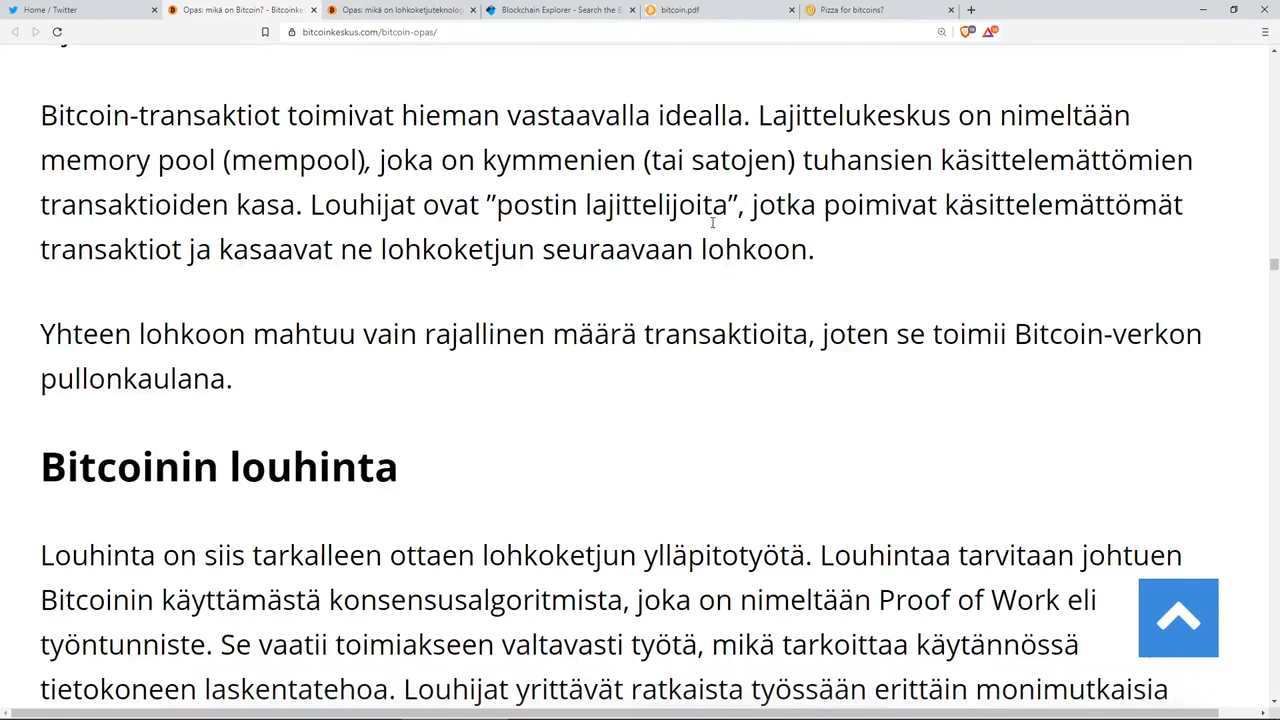 Home / Twitter
Opas: mikä on Bitcoin? - Bitcoinke
Opas: mikä on lohkoketjuteknolog
Blockchain Explorer - Search the B
bitcoin.pdf
Pizza for bitcoins?
bitcoinkeskus.com/bitcoin-opas/
Bitcoin-transaktiot toimivat hieman vastaavalla idealla. Lajittelukeskus on nimeltään
memory pool (mempool), joka on kymmenien (tai satojen) tuhansien käsittelemättömien
transaktioiden kasa. Louhijat ovat ”postin lajittelijoita”, jotka poimivat käsittelemättömät
transaktiot ja kasaavat ne lohkoketjun seuraavaan lohkoon.
Yhteen lohkoon mahtuu vain rajallinen määrä transaktioita, joten se toimii Bitcoin-verkon
pullonkaulana.
Bitcoinin louhinta
Louhinta on siis tarkalleen ottaen lohkoketjun ylläpitotyötä. Louhintaa tarvitaan johtuen
Bitcoinin käyttämästä konsensusalgoritmista, joka on nimeltään Proof of Work eli
työntunniste. Se vaatii toimiakseen valtavasti työtä, mikä tarkoittaa käytännössä
tietokoneen laskentatehoa. Louhijat yrittävät ratkaista työssään erittäin monimutkaisia